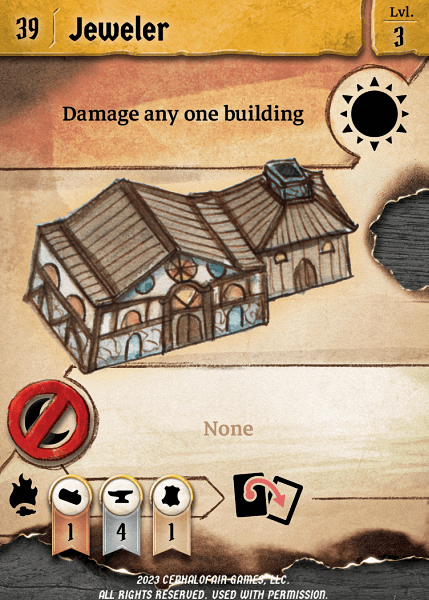 39 Jeweler
Lvl.
3
Damage any one building
None
1 4 1
2023 CEPHALOFAIR GAMES, LLC.
ALL RIGHTS RESERVED. USED WITH PERMISSION.